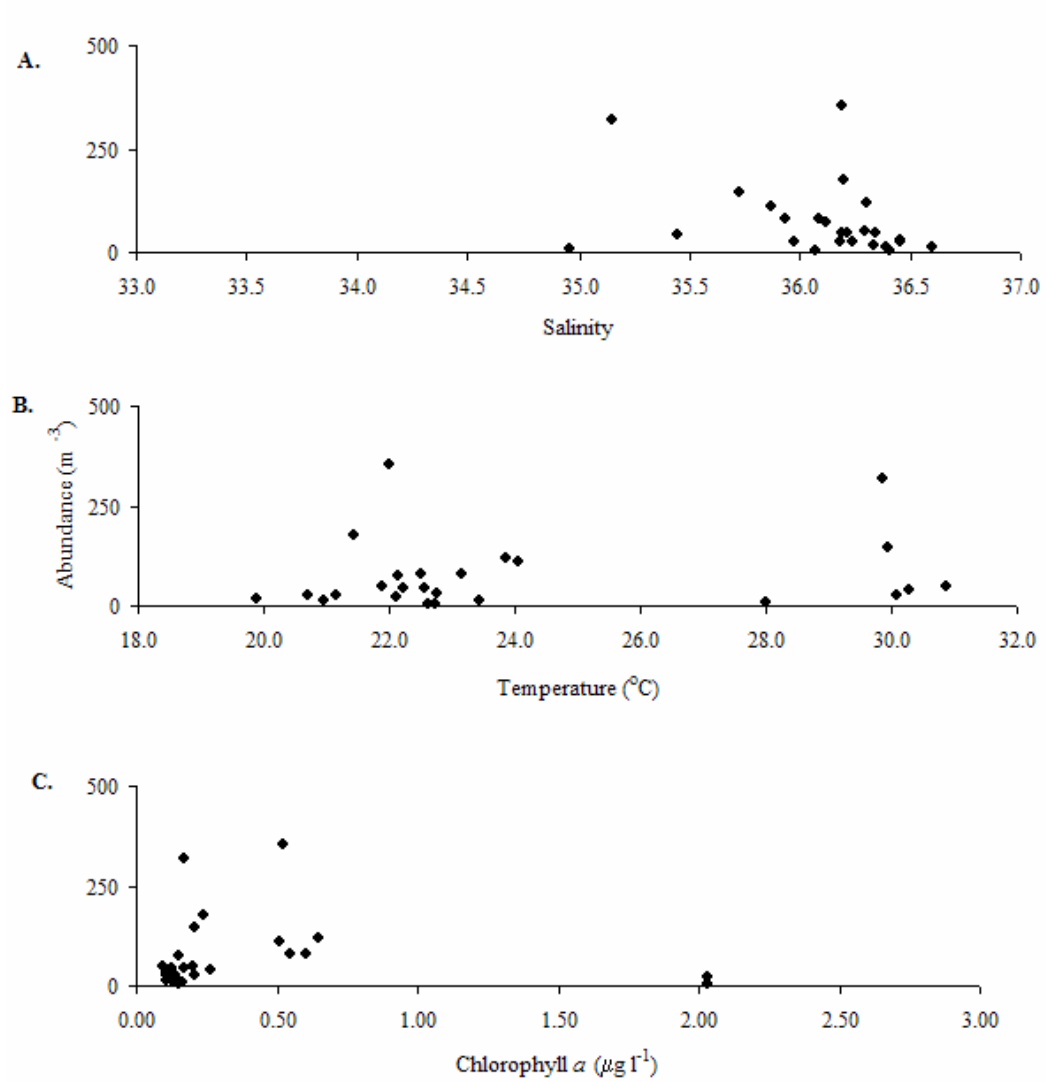 A.
500
250
0
33.0 33.5 34.0 34.5 35.0 35.5 36.0 36.5 37.0
Salinity
B.
Abundance (m ⁻³)
500
250
0
18.0 20.0 22.0 24.0 26.0 28.0 30.0 32.0
Temperature (°C)
C.
500
250
0
0.00 0.50 1.00 1.50 2.00 2.50 3.00
Chlorophyll a (µg l⁻¹)